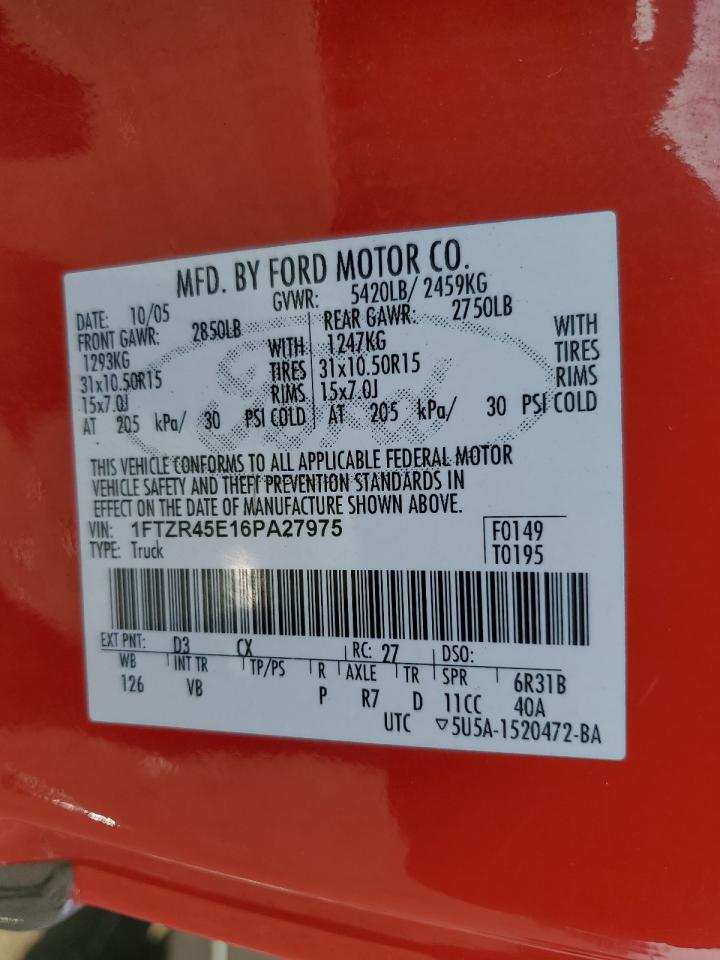 MFD. BY FORD MOTOR CO.
DATE: 10/05 GVWR: 5420LB/ 2459KG
FRONT GAWR: 2850LB REAR GAWR: 2750LB
1293KG WITH 1247KG WITH
31x10.50R15 TIRES 31x10.50R15 TIRES
15x7.0J RIMS 15x7.0J RIMS
AT 205 kPa/ 30 PSI COLD AT 205 kPa/ 30 PSI COLD
Ford
THIS VEHICLE CONFORMS TO ALL APPLICABLE FEDERAL MOTOR
VEHICLE SAFETY AND THEFT PREVENTION STANDARDS IN
EFFECT ON THE DATE OF MANUFACTURE SHOWN ABOVE.
VIN: 1FTZR45E16PA27975 F0149
TYPE: Truck T0195
EXT PNT: D3 CX RC: 27 DSO:
WB INT TR TP/PS R AXLE TR SPR 6R31B
126 VB P R7 D 11CC 40A
UTC ▽5U5A-1520472-BA